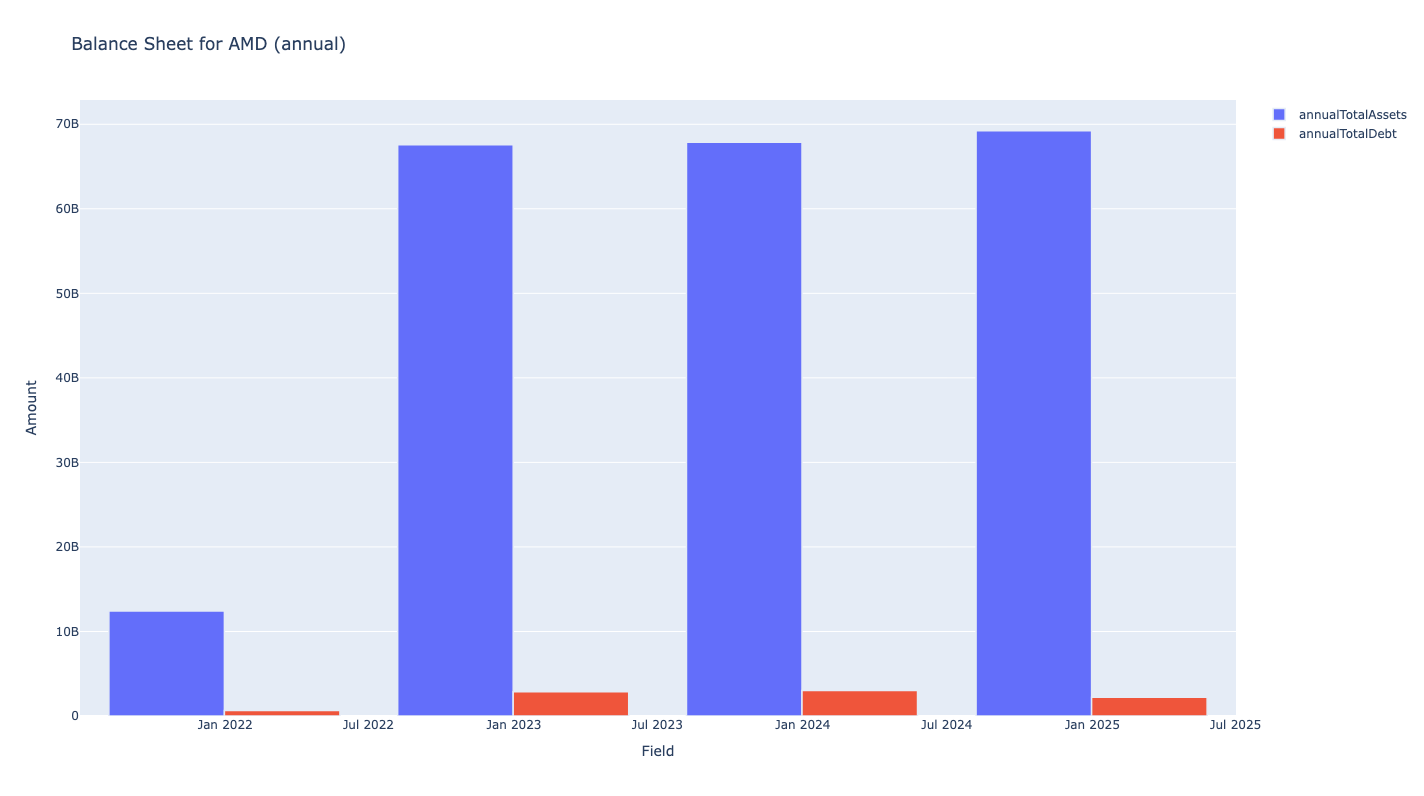 Balance Sheet for AMD (annual)
annualTotalAssets
annualTotalDebt
70B
60B
50B
40B
30B
20B
10B
0
Amount
Jan 2022
Jul 2022
Jan 2023
Jul 2023
Jan 2024
Jul 2024
Jan 2025
Jul 2025
Field